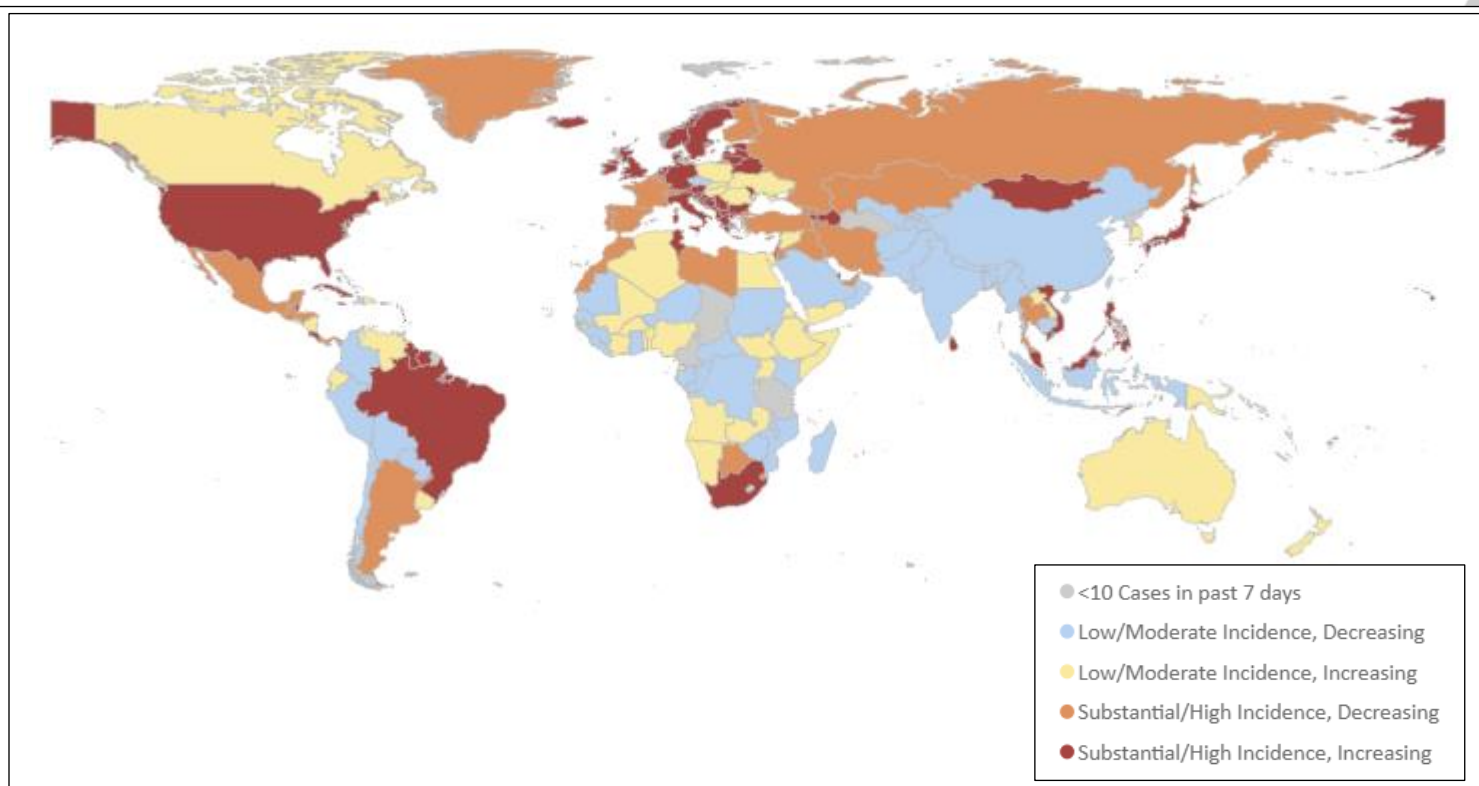 <10 Cases in past 7 days
Low/Moderate Incidence, Decreasing
Low/Moderate Incidence, Increasing
Substantial/High Incidence, Decreasing
Substantial/High Incidence, Increasing